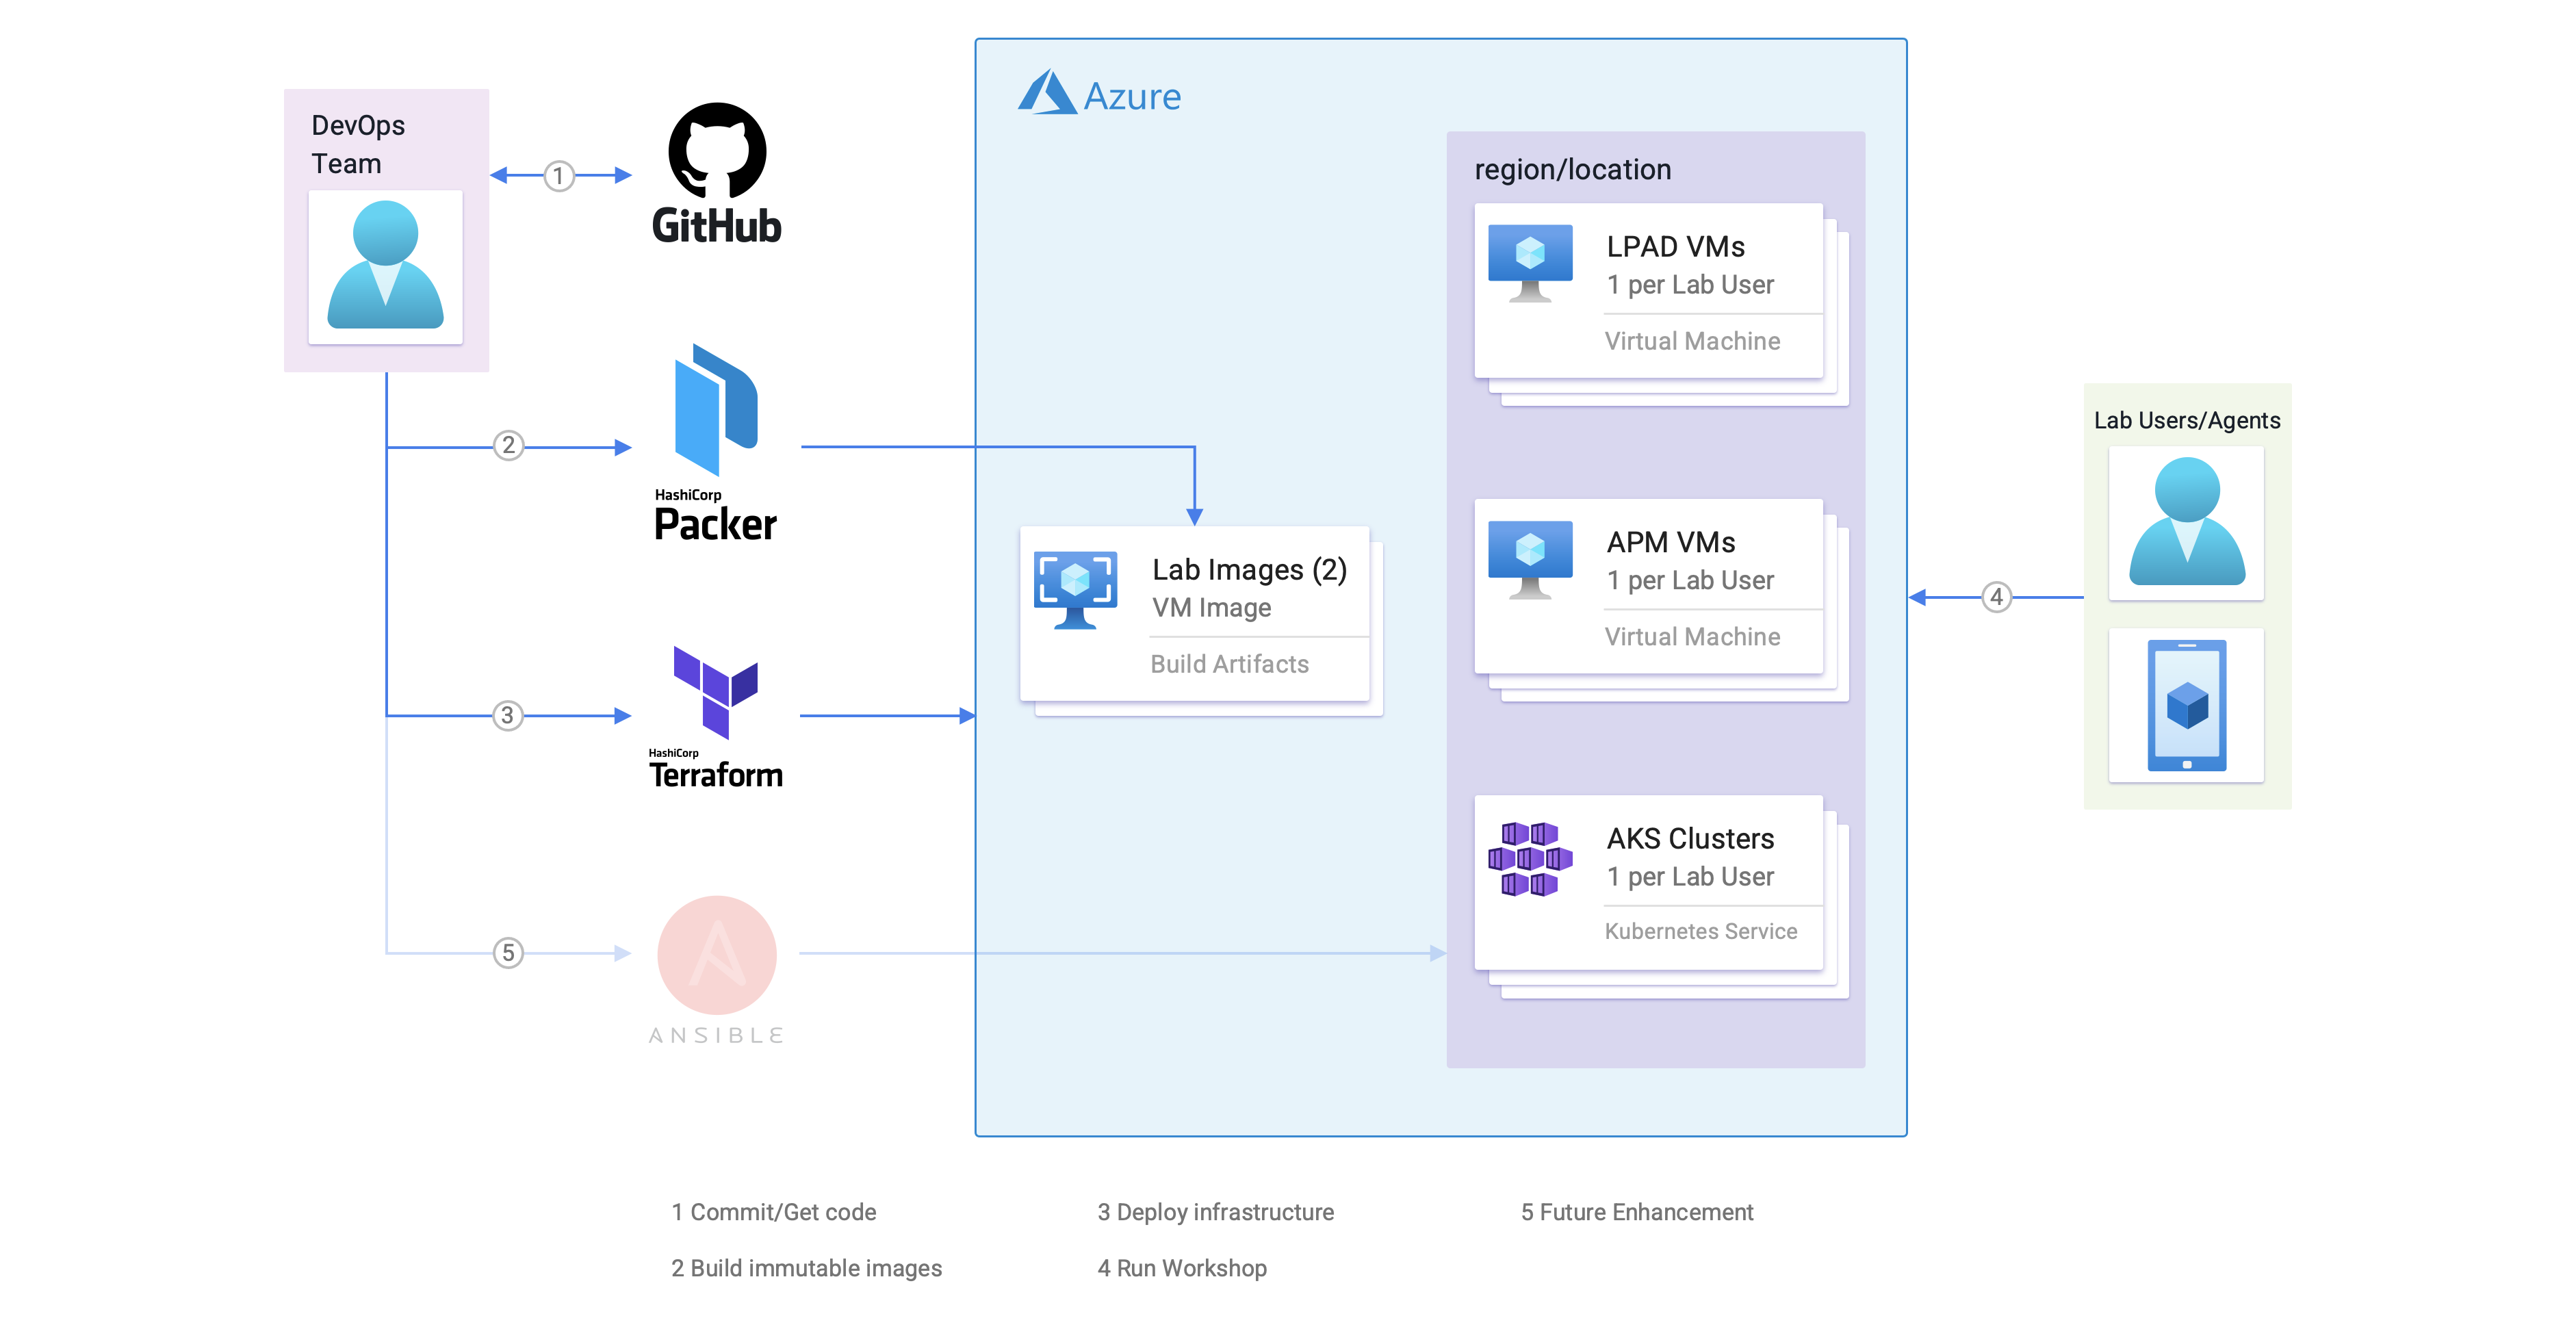 DevOps
Team
1
GitHub
2
HashiCorp
Packer
3
HashiCorp
Terraform
5
ANSIBLE
Azure
Lab Images (2)
VM Image
Build Artifacts
region/location
LPAD VMs
1 per Lab User
Virtual Machine
APM VMs
1 per Lab User
Virtual Machine
AKS Clusters
1 per Lab User
Kubernetes Service
4
Lab Users/Agents
1 Commit/Get code
2 Build immutable images
3 Deploy infrastructure
4 Run Workshop
5 Future Enhancement